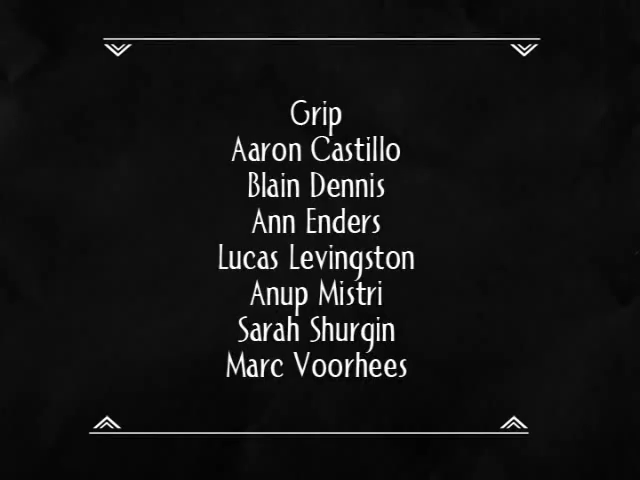 Grip
Aaron Castillo
Blain Dennis
Ann Enders
Lucas Levingston
Anup Mistri
Sarah Shurgin
Marc Voorhees